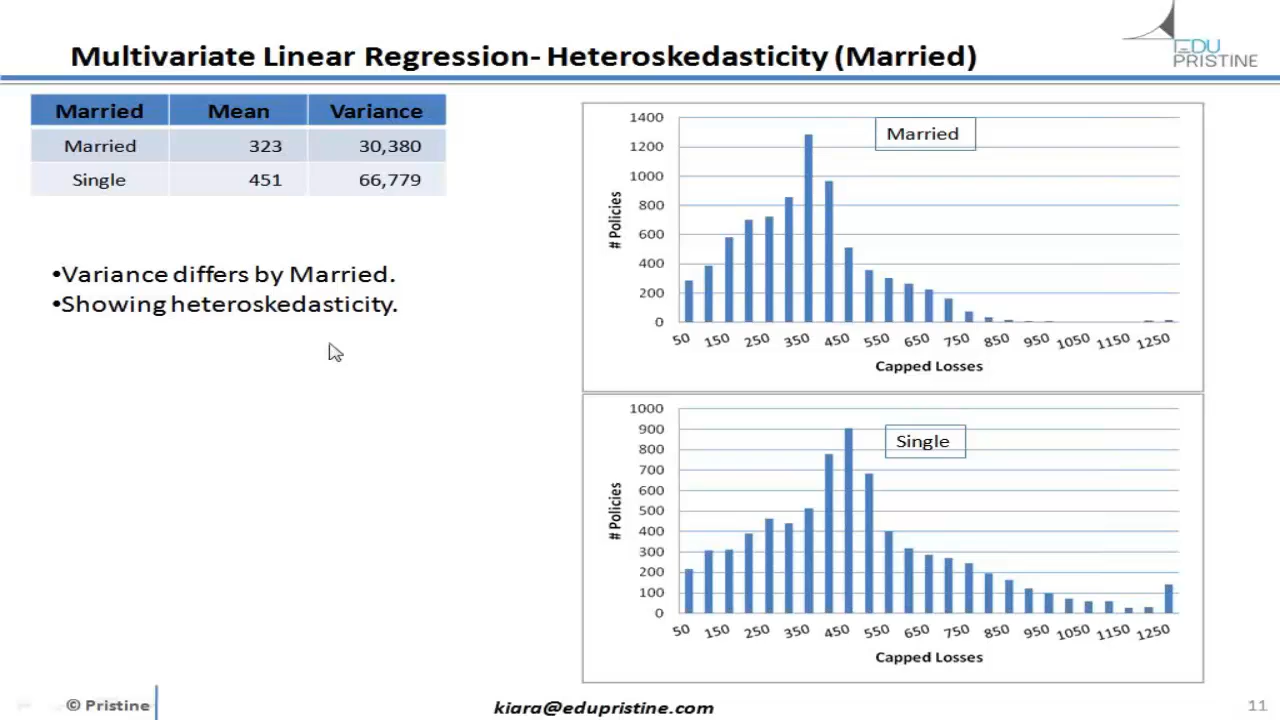 Multivariate Linear Regression- Heteroskedasticity (Married)
EDU
PRISTINE
Married Mean Variance
Married 323 30,380
Single 451 66,779
•Variance differs by Married.
•Showing heteroskedasticity.
Married
# Policies
1400
1200
1000
800
600
400
200
0
50 150 250 350 450 550 650 750 850 950 1050 1150 1250
Capped Losses
Single
# Policies
1000
900
800
700
600
500
400
300
200
100
0
50 150 250 350 450 550 650 750 850 950 1050 1150 1250
Capped Losses
© Pristine
kiara@edupristine.com
11